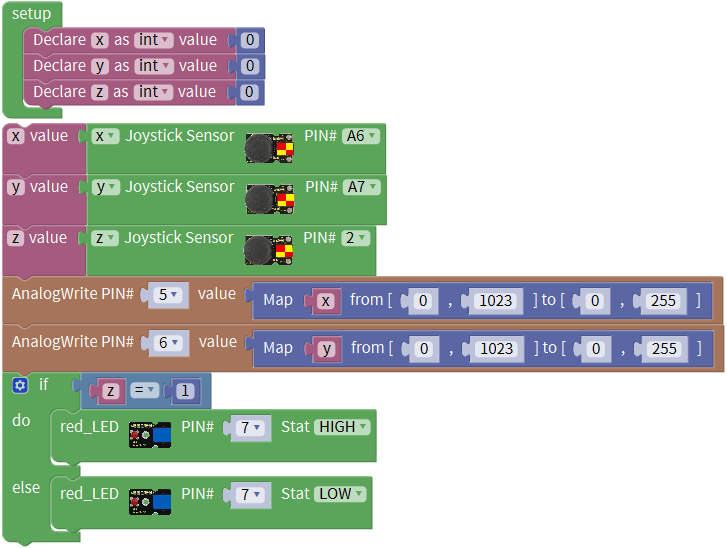 setup
Declare x as int value 0
Declare y as int value 0
Declare z as int value 0
x value x Joystick Sensor PIN# A6
y value y Joystick Sensor PIN# A7
z value z Joystick Sensor PIN# 2
AnalogWrite PIN# 5 value Map x from [ 0 , 1023 ] to [ 0 , 255 ]
AnalogWrite PIN# 6 value Map y from [ 0 , 1023 ] to [ 0 , 255 ]
if z = 1
do red_LED PIN# 7 Stat HIGH
else red_LED PIN# 7 Stat LOW